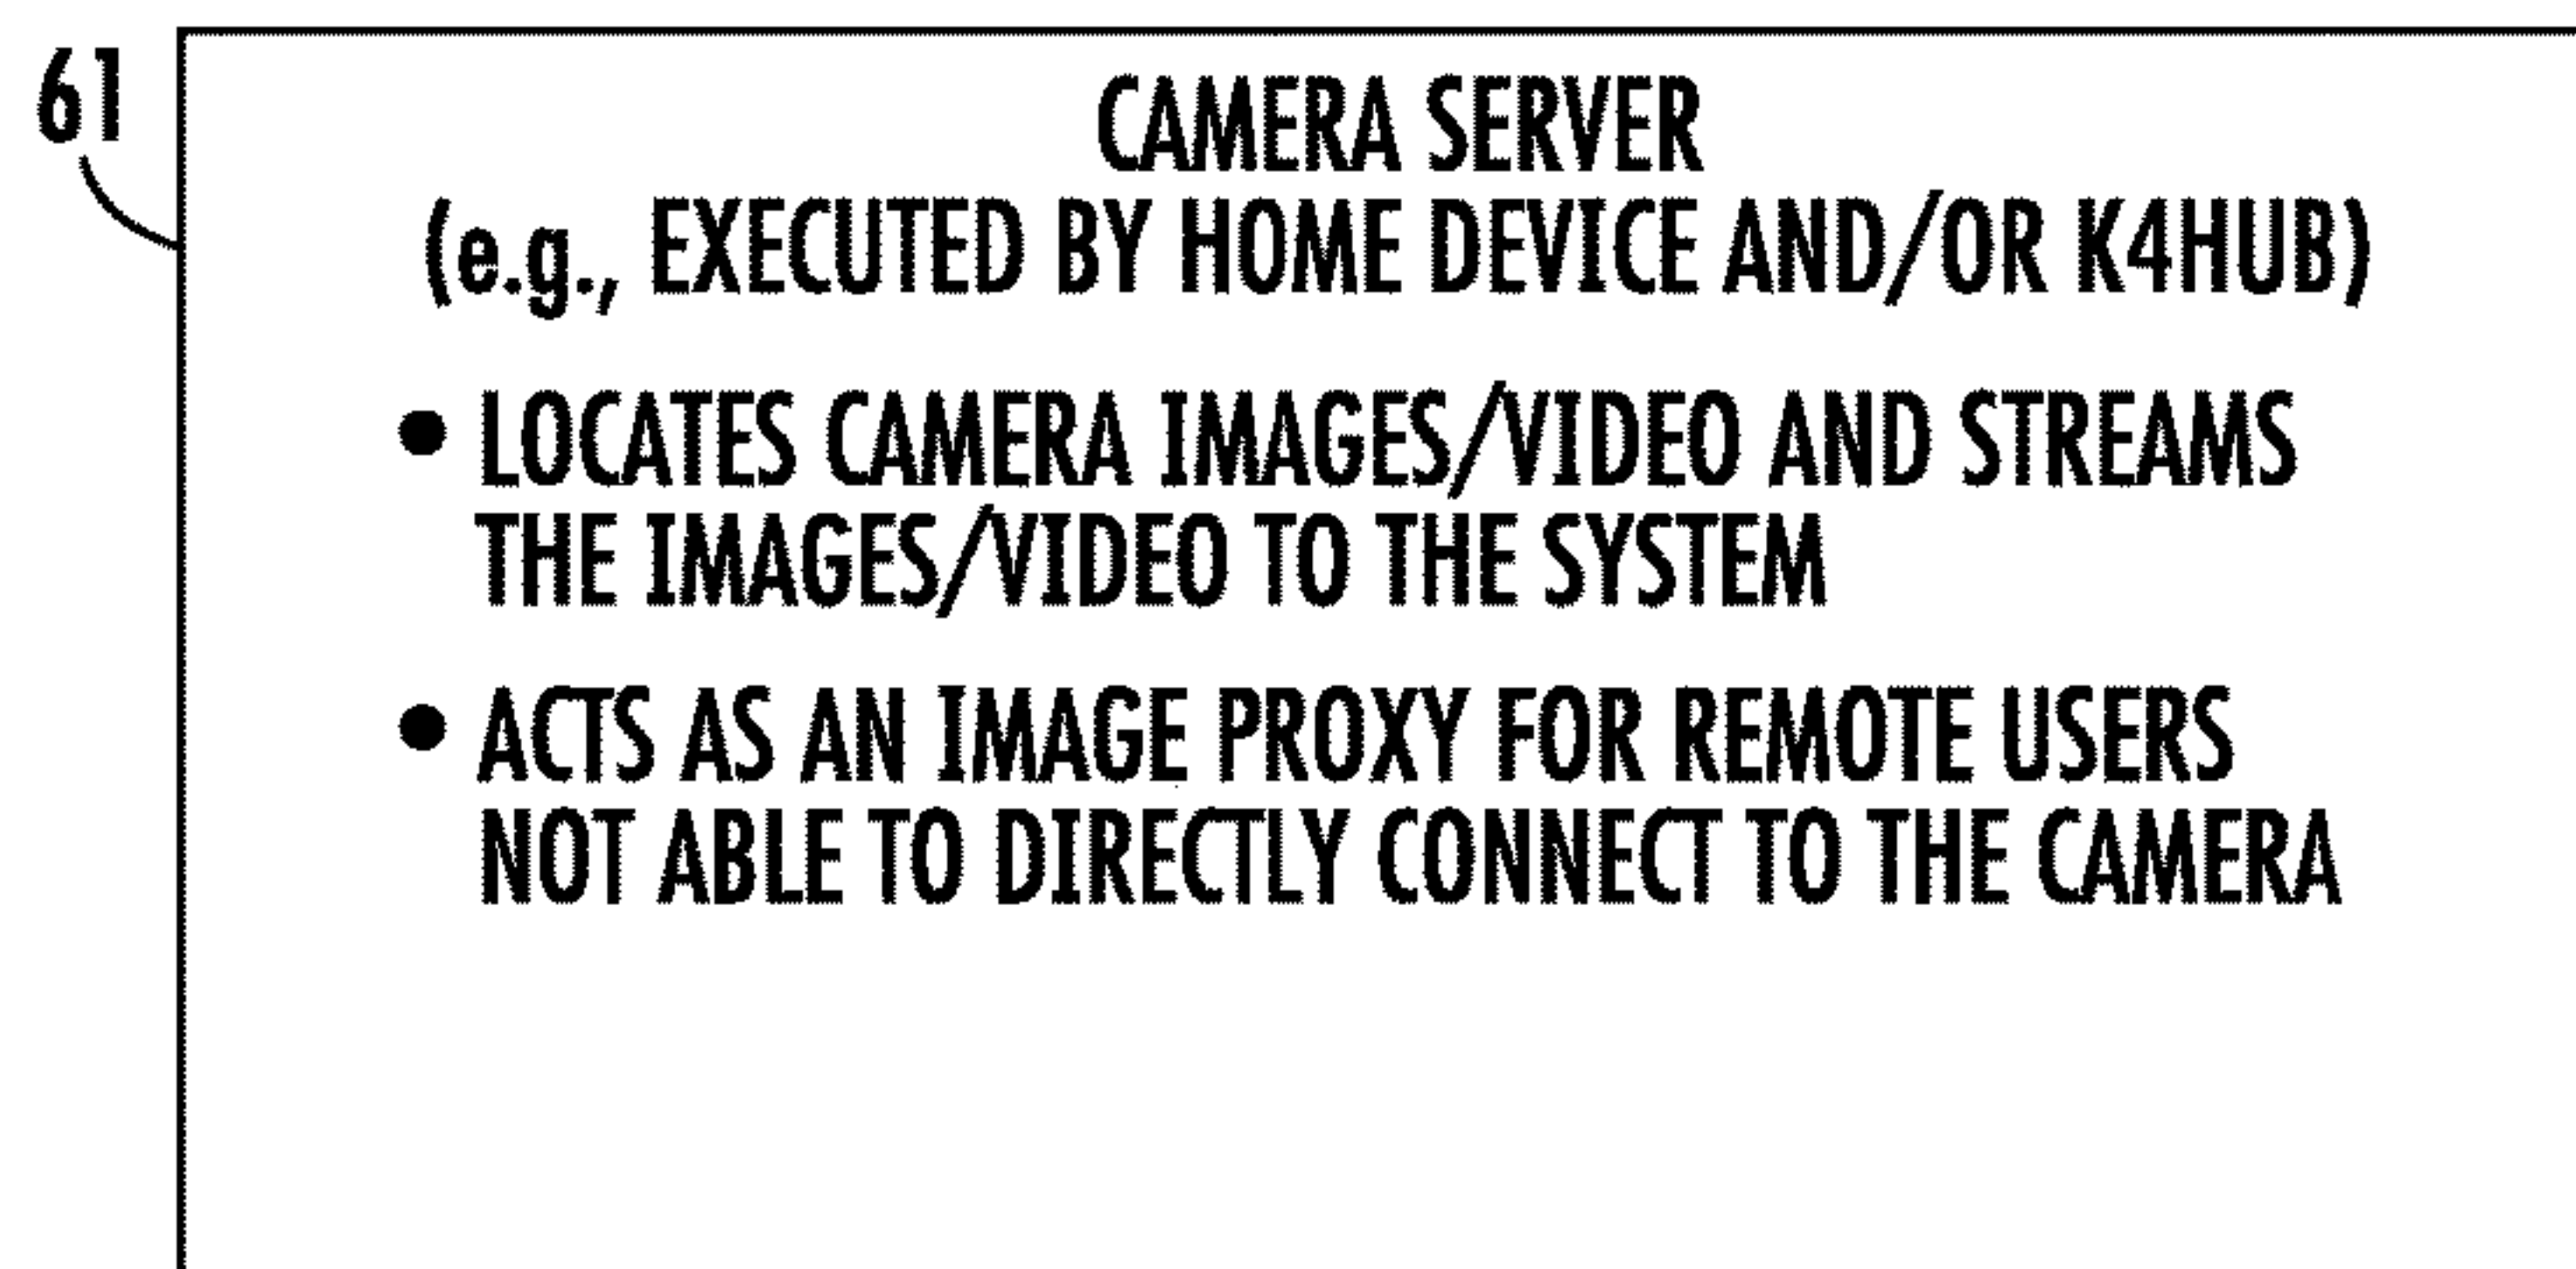 61
CAMERA SERVER
(e.g., EXECUTED BY HOME DEVICE AND/OR K4HUB)
• LOCATES CAMERA IMAGES/VIDEO AND STREAMS
THE IMAGES/VIDEO TO THE SYSTEM
• ACTS AS AN IMAGE PROXY FOR REMOTE USERS
NOT ABLE TO DIRECTLY CONNECT TO THE CAMERA